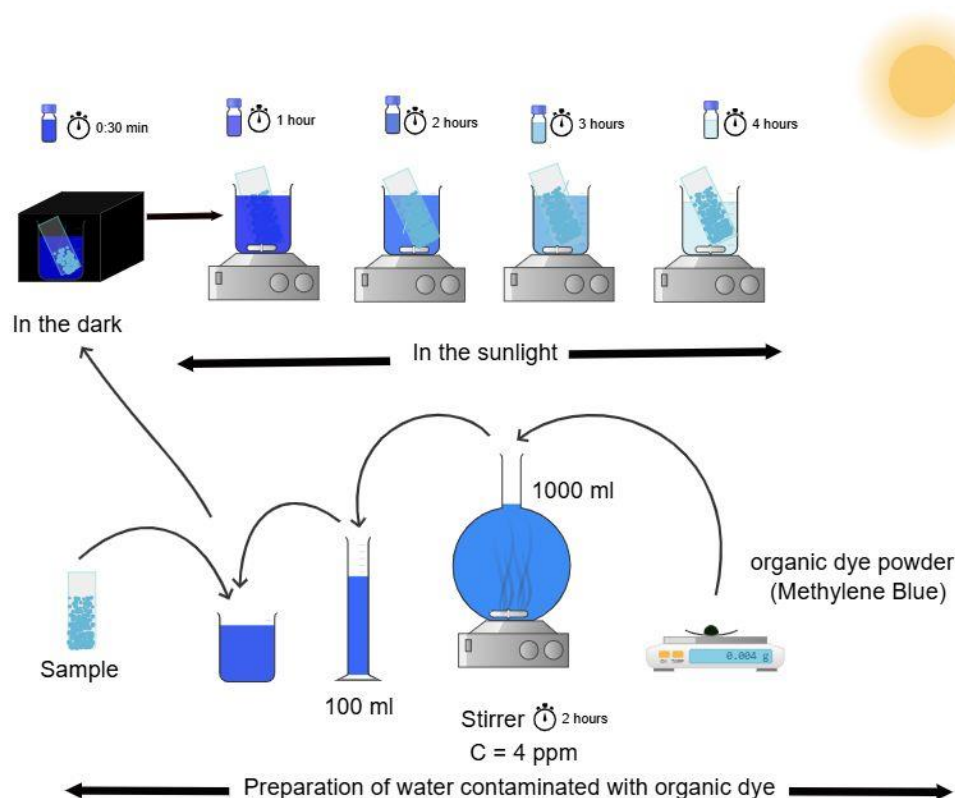 0:30 min
1 hour
2 hours
3 hours
4 hours
In the dark
In the sunlight
1000 ml
organic dye powder
(Methylene Blue)
0.004 g
Sample
100 ml
Stirrer 2 hours
C = 4 ppm
Preparation of water contaminated with organic dye